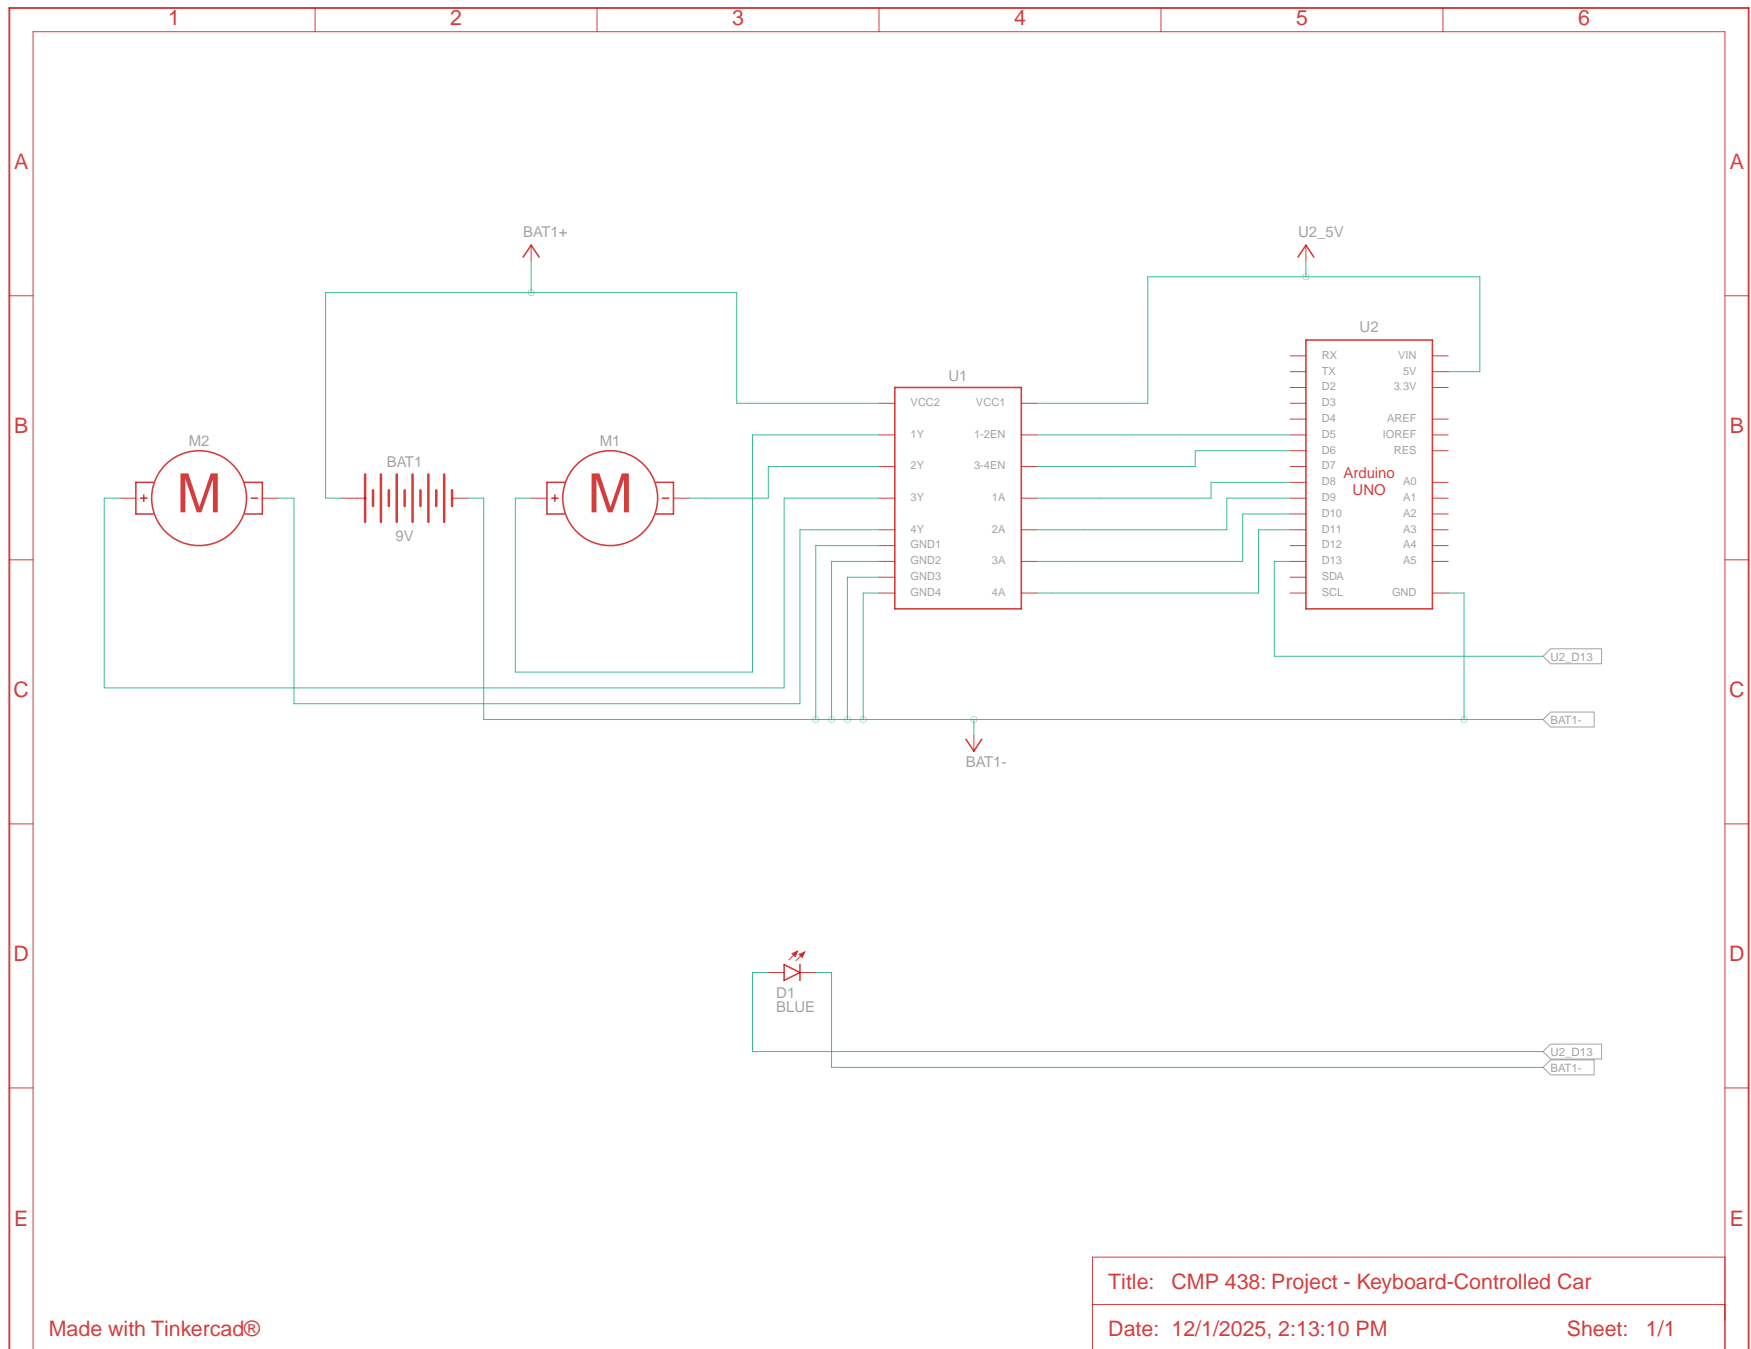 1 2 3 4 5 6
A A
BAT1+ U2_5V
U2
RX VIN
TX 5V
D2 3.3V
D3
D4 AREF
D5 IOREF
D6 RES
D7
Arduino
UNO
D8 A0
D9 A1
D10 A2
D11 A3
D12 A4
D13 A5
SDA
SCL GND
U1
VCC2 VCC1
1Y 1-2EN
2Y 3-4EN
3Y 1A
4Y 2A
GND1
GND2 3A
GND3
GND4 4A
B B
M2
M
+ -
BAT1
9V
M1
M
+ -
U2_D13
C C
BAT1-
BAT1-
D D
D1
BLUE
U2_D13
BAT1-
E E
Title: CMP 438: Project - Keyboard-Controlled Car
Made with Tinkercad®
Date: 12/1/2025, 2:13:10 PM Sheet: 1/1